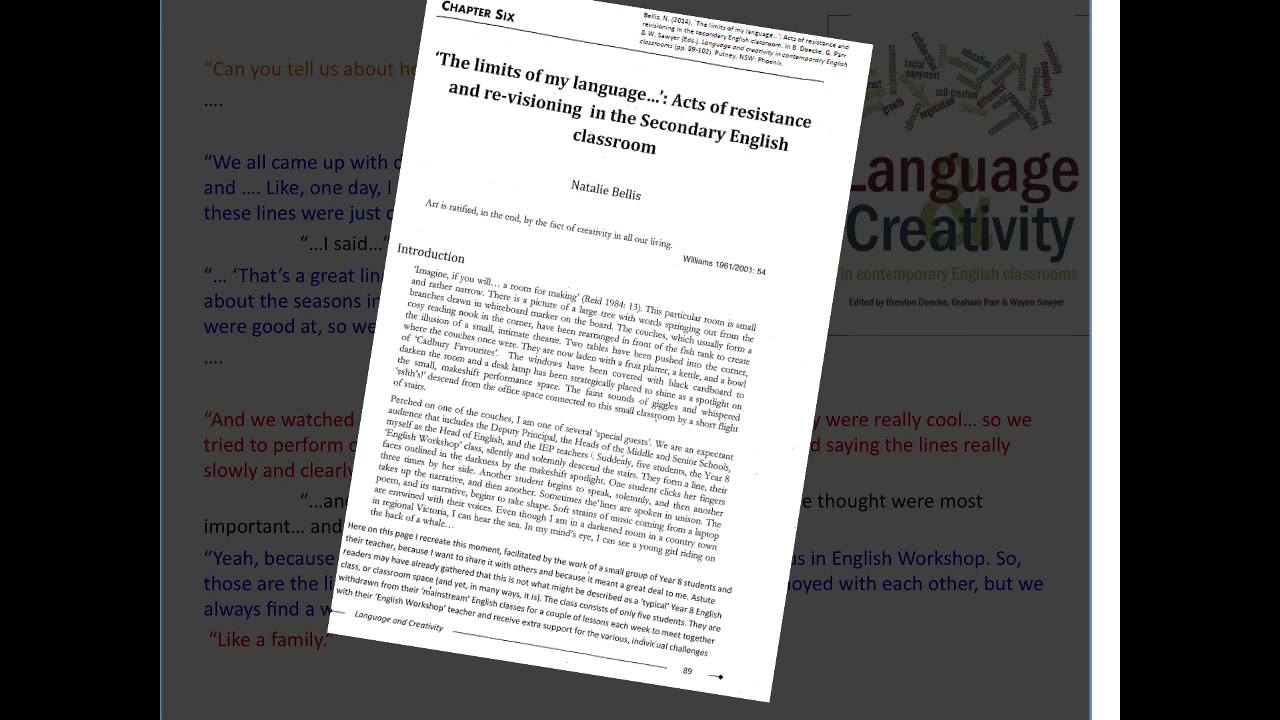 CHAPTER SIX
Bellis, N. (2014). 'The limits of my language…': Acts of resistance and
revisioning in the secondary English classroom. In B. Doecke, G. Parr
& W. Sawyer (Eds.). Language and creativity in contemporary English
classrooms (pp. 89-102). Putney, NSW: Phoenix.
'The limits of my language…': Acts of resistance
and re-visioning in the Secondary English
classroom
Natalie Bellis
Art is ratified, in the end, by the fact of creativity in all our living.
Williams 1961/2001: 54
Introduction
'Imagine, if you will… a room for making' (Reid 1984: 13). This particular room is small
and rather narrow. There is a picture of a large tree with words springing out from the
branches drawn in whiteboard marker on the board. The couches, which usually form a
cosy reading nook in the corner, have been rearranged in front of the fish tank to create
the illusion of a small, intimate theatre. Two tables have been pushed into the corner,
where the couches once were. They are now laden with a fruit platter, a kettle, and a bowl
of 'Cadbury Favourites'. The windows have been covered with black cardboard to
darken the room and a desk lamp has been strategically placed to shine as a spotlight on
the small, makeshift performance space. The faint sounds of giggles and whispered
'sshh's!' descend from the office space connected to this small classroom by a short flight
of stairs.
Perched on one of the couches, I am one of several 'special guests'. We are an expectant
audience that includes the Deputy Principal, the Heads of the Middle and Senior Schools,
myself as the Head of English, and the IEP teachers i. Suddenly, five students, the Year 8
'English Workshop' class, silently and solemnly descend the stairs. They form a line, their
faces outlined in the darkness by the makeshift spotlight. One student clicks her fingers
three times by her side. Another student begins to speak, solemnly, and then another
takes up the narrative, and then another. Sometimes the lines are spoken in unison. The
poem, and its narrative, begins to take shape. Soft strains of music coming from a laptop
are entwined with their voices. Even though I am in a darkened room in a country town
in regional Victoria, I can hear the sea. In my mind's eye, I can see a young girl riding on
the back of a whale…
Here on this page I recreate this moment, facilitated by the work of a small group of Year 8 students and
their teacher, because I want to share it with others and because it meant a great deal to me. Astute
readers may have already gathered that this is not what might be described as a 'typical' Year 8 English
class, or classroom space (and yet, in many ways, it is). The class consists of only five students. They are
withdrawn from their 'mainstream' English classes for a couple of lessons each week to meet together
with their 'English Workshop' teacher and receive extra support for the various, individual challenges
Language and Creativity
89
"Can you tell us about
….
"We all came up with
and …. Like, one day, I
these lines were just
"…I said…"
"… 'That's a great
about the seasons in
were good at, so we
….
"And we watched were really cool… so we
tried to perform saying the lines really
slowly and clearly
thought were most
important… and
"Yeah, because in English Workshop. So,
those are the with each other, but we
always find a
"Like a family."
collaboration
social
enjoyment
education
reflection
self-creation
growth
negotiation
sensitivity
complexity
learning
responsibility
community
Language
& Creativity
in contemporary English classrooms
Edited by Brenton Doecke, Graham Parr & Wayne Sawyer